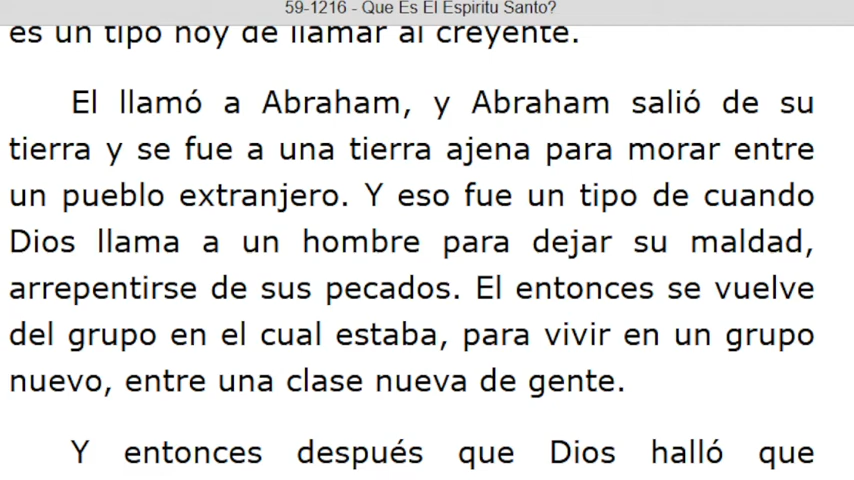 59-1216 - Que Es El Espiritu Santo?
es un tipo hoy de llamar al creyente.
El llamó a Abraham, y Abraham salió de su
tierra y se fue a una tierra ajena para morar entre
un pueblo extranjero. Y eso fue un tipo de cuando
Dios llama a un hombre para dejar su maldad,
arrepentirse de sus pecados. El entonces se vuelve
del grupo en el cual estaba, para vivir en un grupo
nuevo, entre una clase nueva de gente.
Y entonces después que Dios halló que